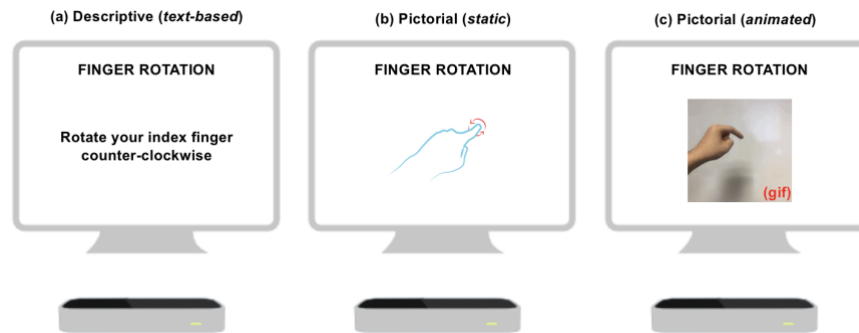 (a) Descriptive (text-based)
FINGER ROTATION
Rotate your index finger
counter-clockwise
(b) Pictorial (static)
FINGER ROTATION
(c) Pictorial (animated)
FINGER ROTATION
(gif)